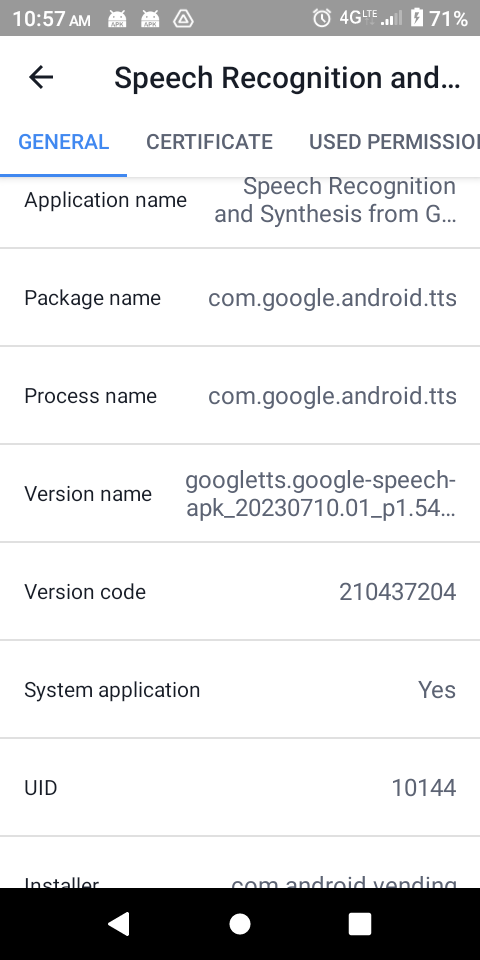 10:57 AM 4G LTE 71%
Speech Recognition and...
GENERAL CERTIFICATE USED PERMISSIO
Application name Speech Recognition
and Synthesis from G...
Package name com.google.android.tts
Process name com.google.android.tts
Version name googletts.google-speech-
apk_20230710.01_p1.54...
Version code 210437204
System application Yes
UID 10144
Installer com.android.vending